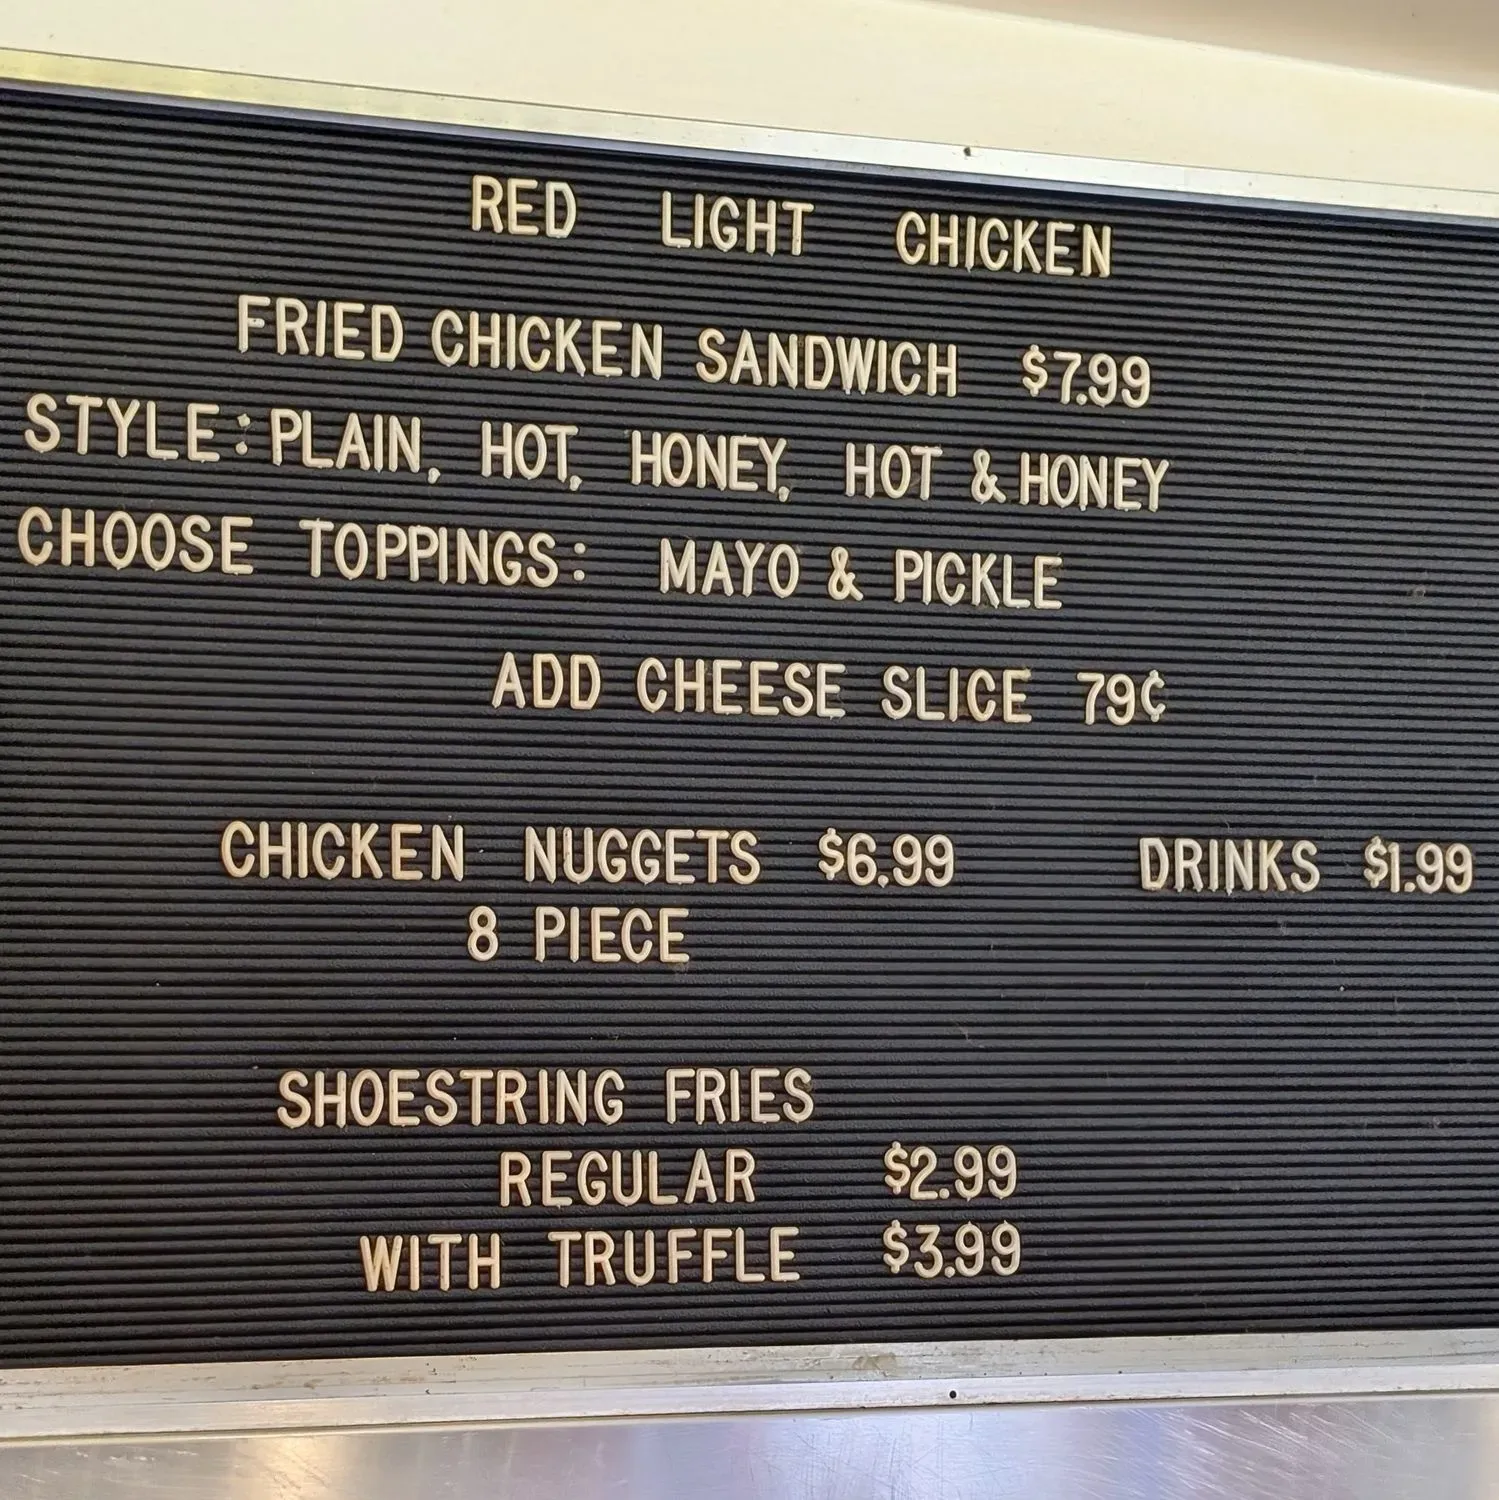 RED LIGHT CHICKEN
FRIED CHICKEN SANDWICH $7.99
STYLE: PLAIN, HOT, HONEY, HOT & HONEY
CHOOSE TOPPINGS: MAYO & PICKLE
ADD CHEESE SLICE 79¢
CHICKEN NUGGETS $6.99 DRINKS $1.99
8 PIECE
SHOESTRING FRIES
REGULAR $2.99
WITH TRUFFLE $3.99